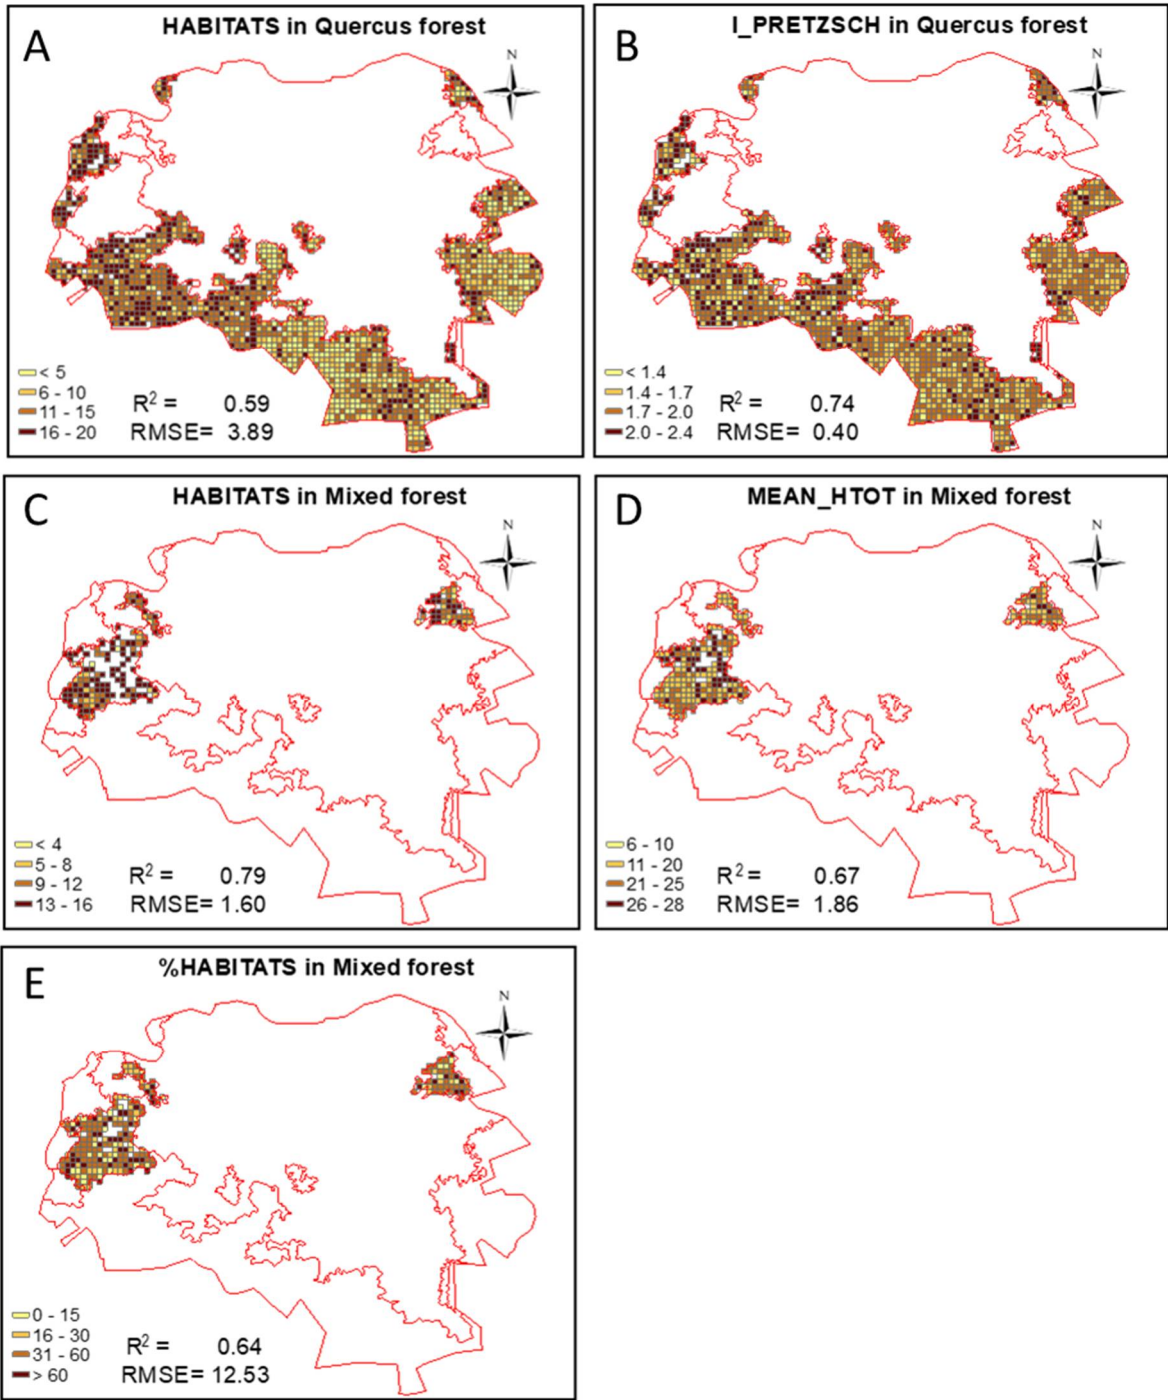 A
HABITATS in Quercus forest
N
< 5
6 - 10
11 - 15
16 - 20
R² = 0.59
RMSE= 3.89
B
I_PRETZSCH in Quercus forest
N
< 1.4
1.4 - 1.7
1.7 - 2.0
2.0 - 2.4
R² = 0.74
RMSE= 0.40
C
HABITATS in Mixed forest
N
< 4
5 - 8
9 - 12
13 - 16
R² = 0.79
RMSE= 1.60
D
MEAN_HTOT in Mixed forest
N
6 - 10
11 - 20
21 - 25
26 - 28
R² = 0.67
RMSE= 1.86
E
%HABITATS in Mixed forest
N
0 - 15
16 - 30
31 - 60
> 60
R² = 0.64
RMSE= 12.53